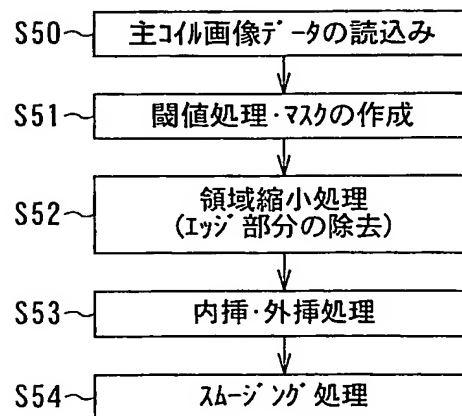 S50 主コイル画像データの読込み
S51 閾値処理・マスクの作成
S52 領域縮小処理
(エッジ部分の除去)
S53 内挿・外挿処理
S54 スムージング処理